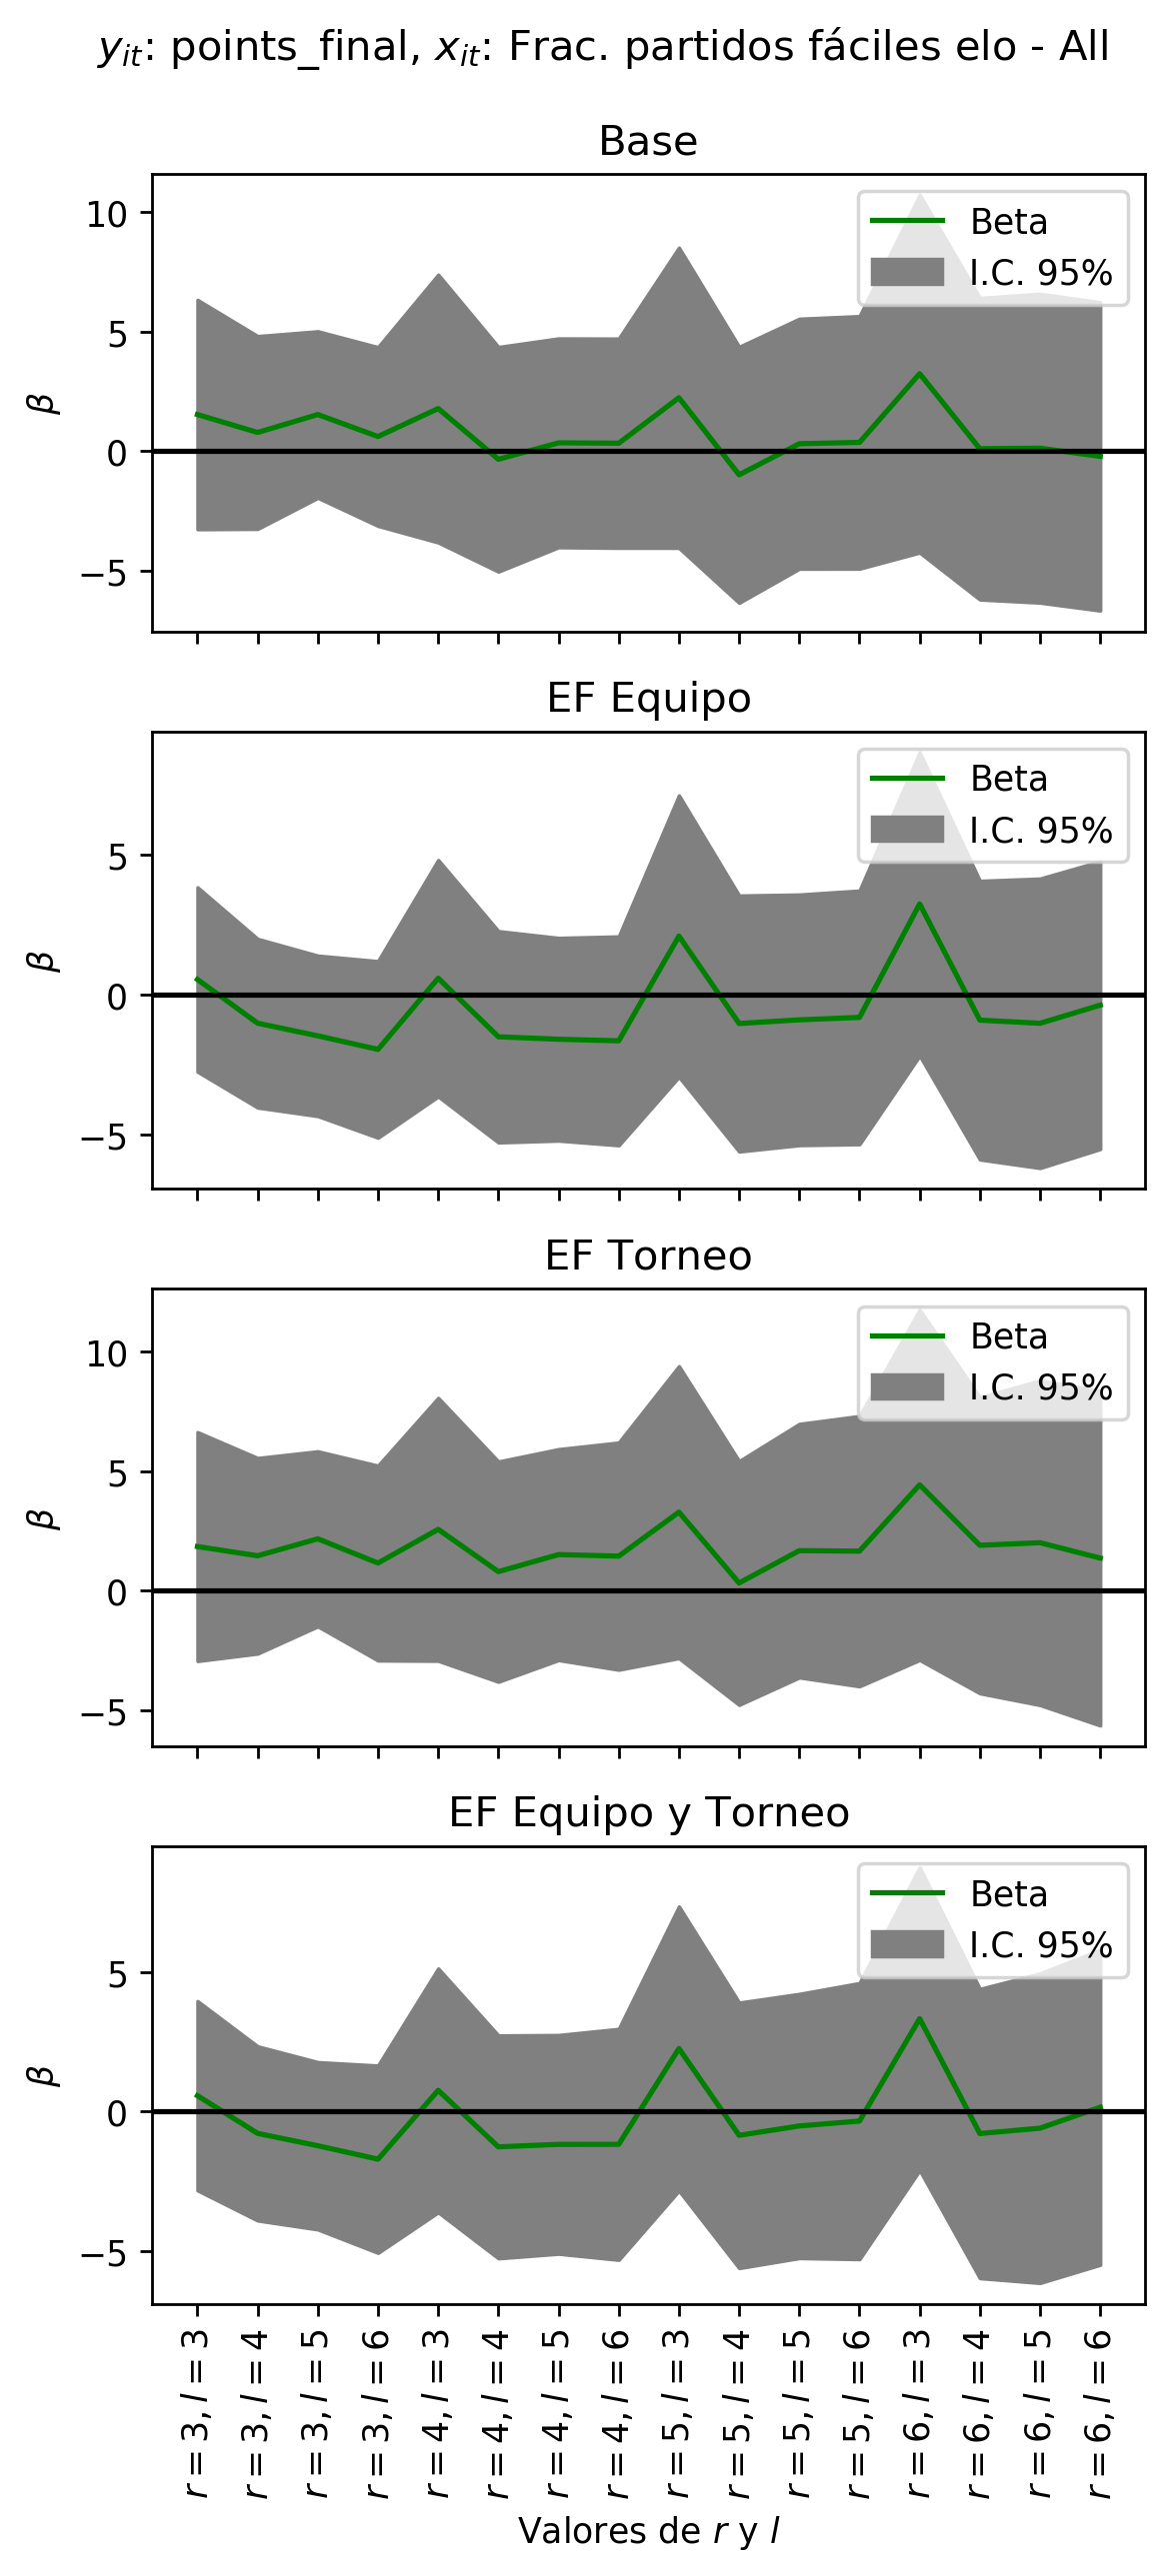 y_it: points_final, x_it: Frac. partidos fáciles elo - All
Base
10
5
0
−5
β
Beta
I.C. 95%
EF Equipo
5
0
−5
β
Beta
I.C. 95%
EF Torneo
10
5
0
−5
β
Beta
I.C. 95%
EF Equipo y Torneo
5
0
−5
β
Beta
I.C. 95%
r = 3, l = 3
r = 3, l = 4
r = 3, l = 5
r = 3, l = 6
r = 4, l = 3
r = 4, l = 4
r = 4, l = 5
r = 4, l = 6
r = 5, l = 3
r = 5, l = 4
r = 5, l = 5
r = 5, l = 6
r = 6, l = 3
r = 6, l = 4
r = 6, l = 5
r = 6, l = 6
Valores de r y l